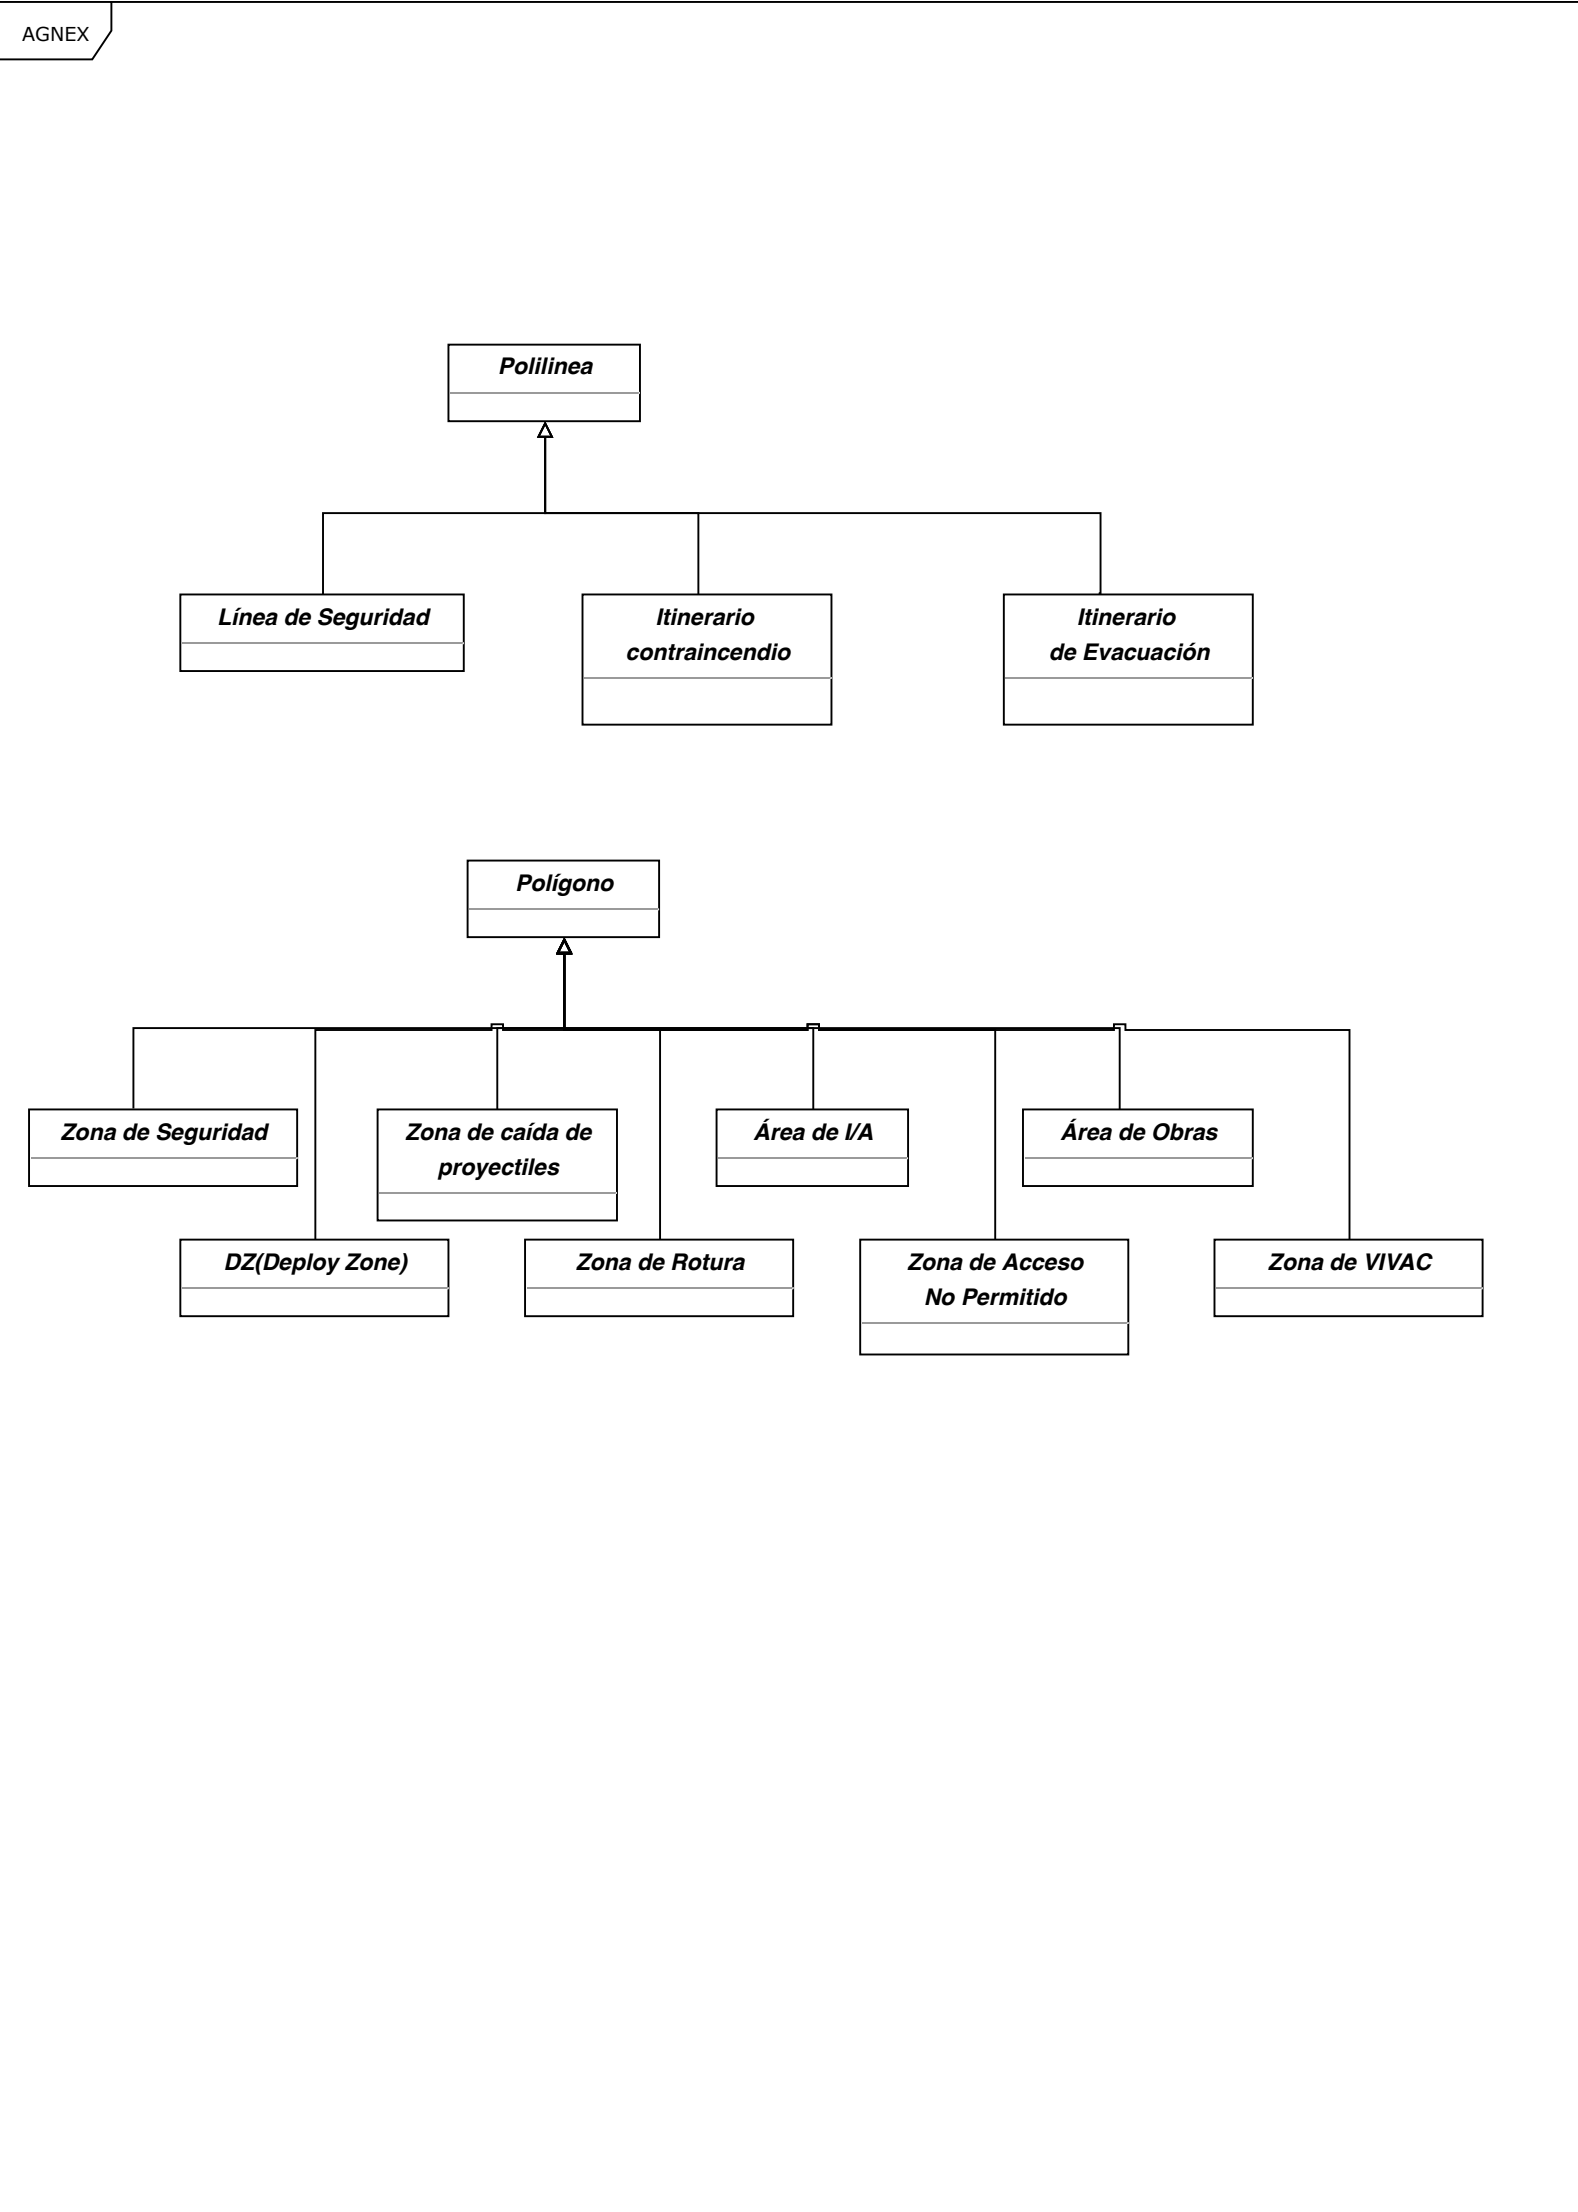 AGNEX
Polilinea
Línea de Seguridad
Itinerario
contraincendio
Itinerario
de Evacuación
Polígono
Zona de Seguridad
Zona de caída de
proyectiles
Área de I/A
Área de Obras
DZ(Deploy Zone)
Zona de Rotura
Zona de Acceso
No Permitido
Zona de VIVAC